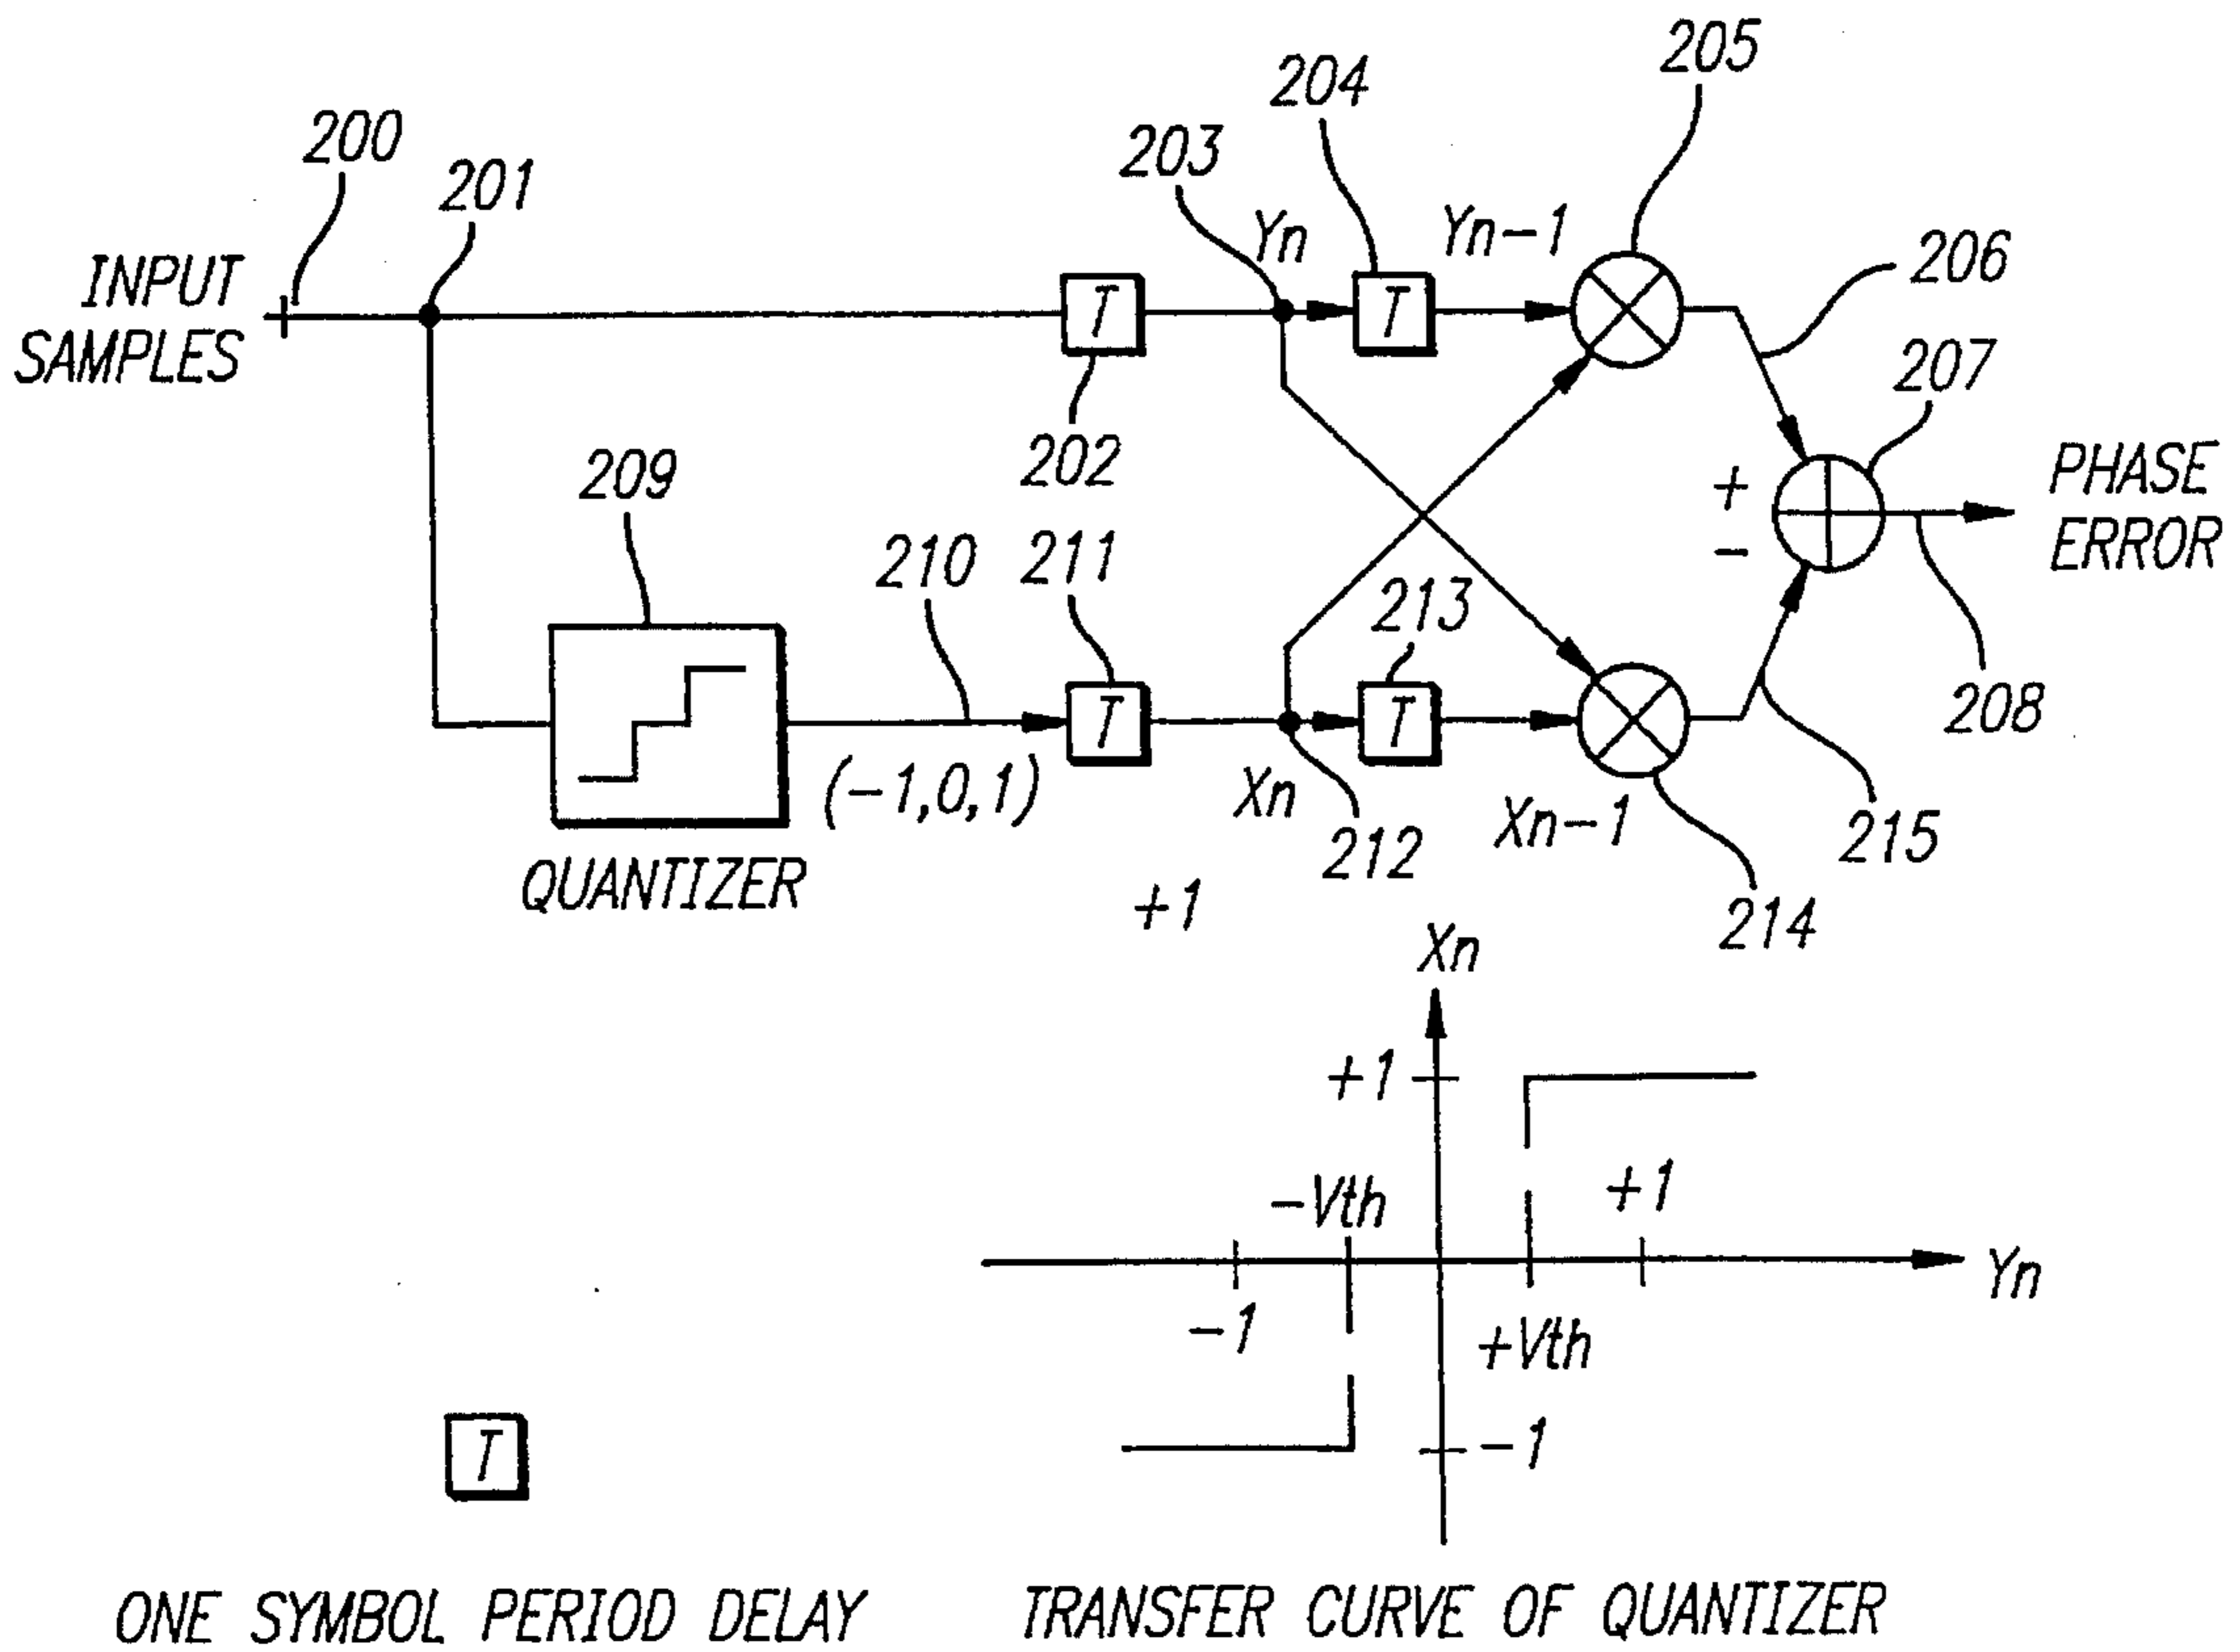 205
204
203
200
201
Yn
Yn-1
206
INPUT
SAMPLES
T
T
207
202
209
+
-
PHASE
ERROR
210
211
213
208
T
T
(-1,0,1)
Xn
212
Xn-1
215
214
QUANTIZER
+1
Xn
+1
-Vth
+1
Yn
-1
+Vth
-1
T
ONE SYMBOL PERIOD DELAY
TRANSFER CURVE OF QUANTIZER